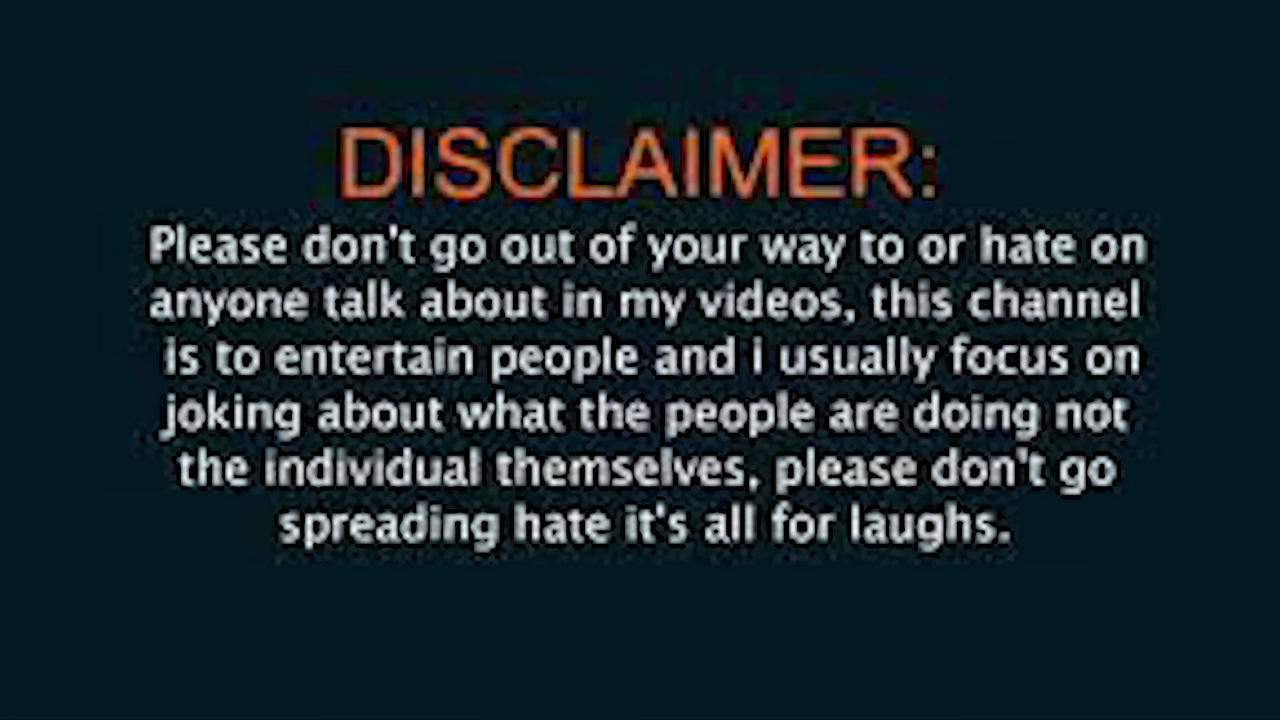 DISCLAIMER:
Please don't go out of your way to or hate on
anyone talk about in my videos, this channel
is to entertain people and i usually focus on
joking about what the people are doing not
the individual themselves, please don't go
spreading hate it's all for laughs.